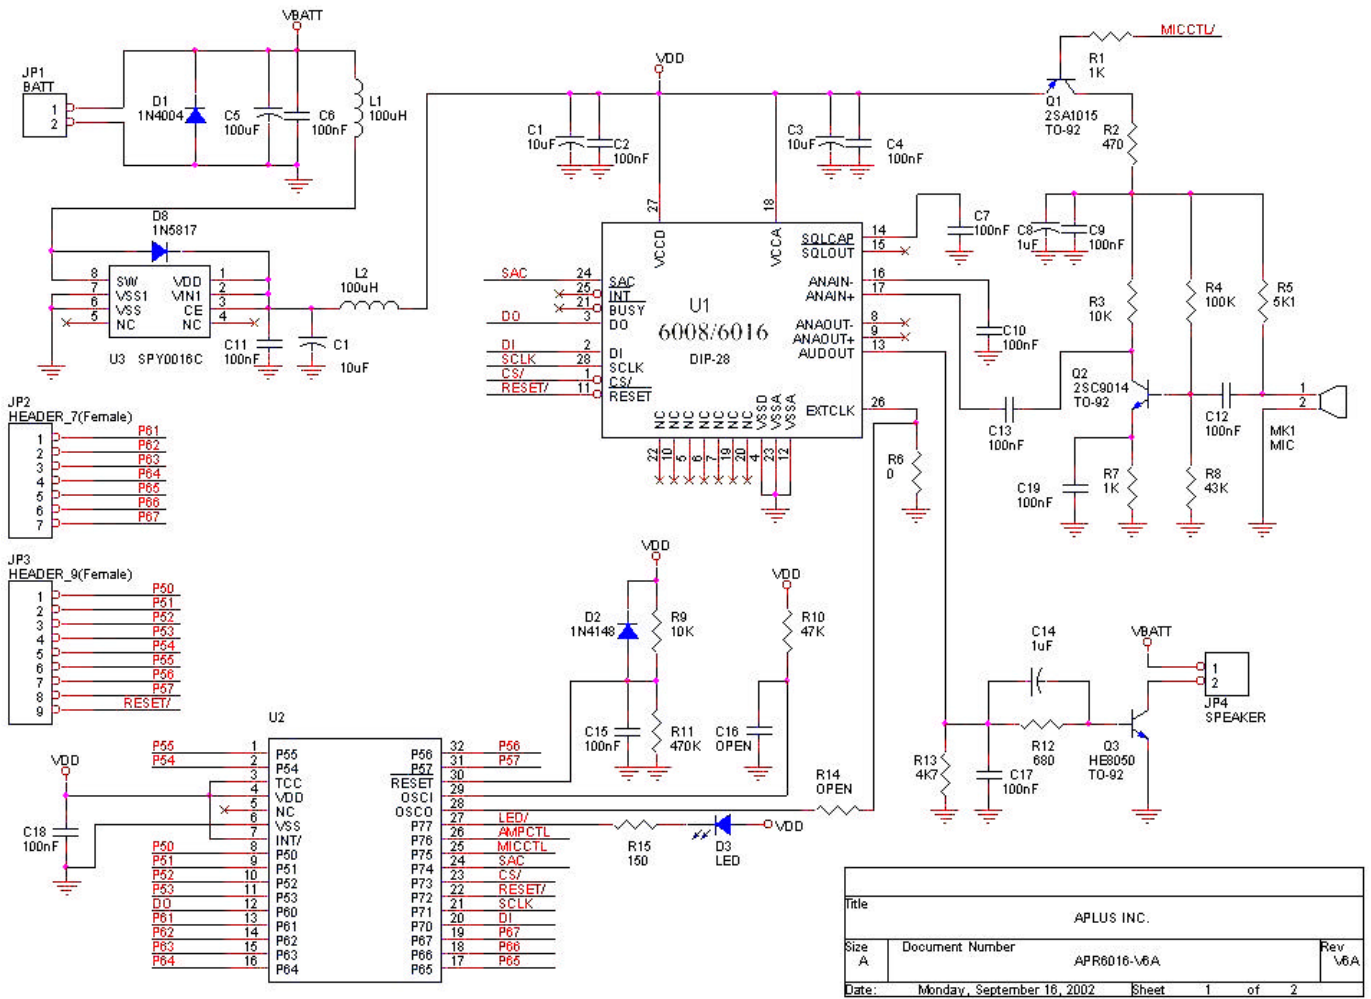 VBATT
JP1
BATT
1
2
D1
1N4004
C5
100uF
C6
100nF
L1
100uH
D8
1N5817
8 SW VDD 1
7 VSS1 VIN1 2
6 VSS CE 3
5 NC NC 4
U3 SPY0016C
C11
100nF
C1
10uF
L2
100uH
VDD
C1
10uF
C2
100nF
C3
10uF
C4
100nF
MICCTL/
R1
1K
Q1
2SA1015
TO-92
R2
470
27
VCCD
18
VCCA
U1
6008/6016
DIP-28
SAC 24 SAC
25 INT
21 BUSY
DO 3 DO
DI 2 DI
SCLK 28 SCLK
CS/ 1 CS/
RESET/ 11 RESET
SQLCAP 14
SQLOUT 15
ANAIN- 16
ANAIN+ 17
ANAOUT- 8
ANAOUT+ 9
AUDOUT 13
EXTCLK 26
NC NC NC NC NC NC NC VSSD VSSA VSSA
22 10 5 6 7 19 20 4 23 12
C7
100nF
C10
100nF
C8
1uF
C9
100nF
R3
10K
R4
100K
R5
5K1
Q2
2SC9014
TO-92
C13
100nF
C12
100nF
1
2
MK1
MIC
C19
100nF
R7
1K
R8
43K
R6
0
JP2
HEADER_7(Female)
1 P61
2 P62
3 P63
4 P64
5 P65
6 P66
7 P67
JP3
HEADER_9(Female)
1 P50
2 P51
3 P52
4 P53
5 P54
6 P55
7 P56
8 P57
9 RESET/
VDD
D2
1N4148
R9
10K
C15
100nF
R11
470K
VDD
R10
47K
C16
OPEN
R14
OPEN
C14
1uF
R12
680
R13
4K7
C17
100nF
VBATT
Q3
HE8050
TO-92
1
2
JP4
SPEAKER
U2
VDD
C18
100nF
P55 1 P55
P54 2 P54
3 TCC
4 VDD
5 NC
6 VSS
7 INT/
P50 8 P50
P51 9 P51
P52 10 P52
P53 11 P53
DO 12 P60
P61 13 P61
P62 14 P62
P63 15 P63
P64 16 P64
P56 32 P56
P57 31 P57
RESET 30
OSCI 29
OSCO 28
P77 27 LED/
P76 26 AMPCTL
P75 25 MICCTL
P74 24 SAC
P73 23 CS/
P72 22 RESET/
P71 21 SCLK
P70 20 DI
P67 19 P67
P66 18 P66
P65 17 P65
R15
150
D3
LED
VDD
Title
APLUS INC.
Size
A
Document Number
APR6016-V6A
Rev
V6A
Date: Monday, September 16, 2002 Sheet 1 of 2